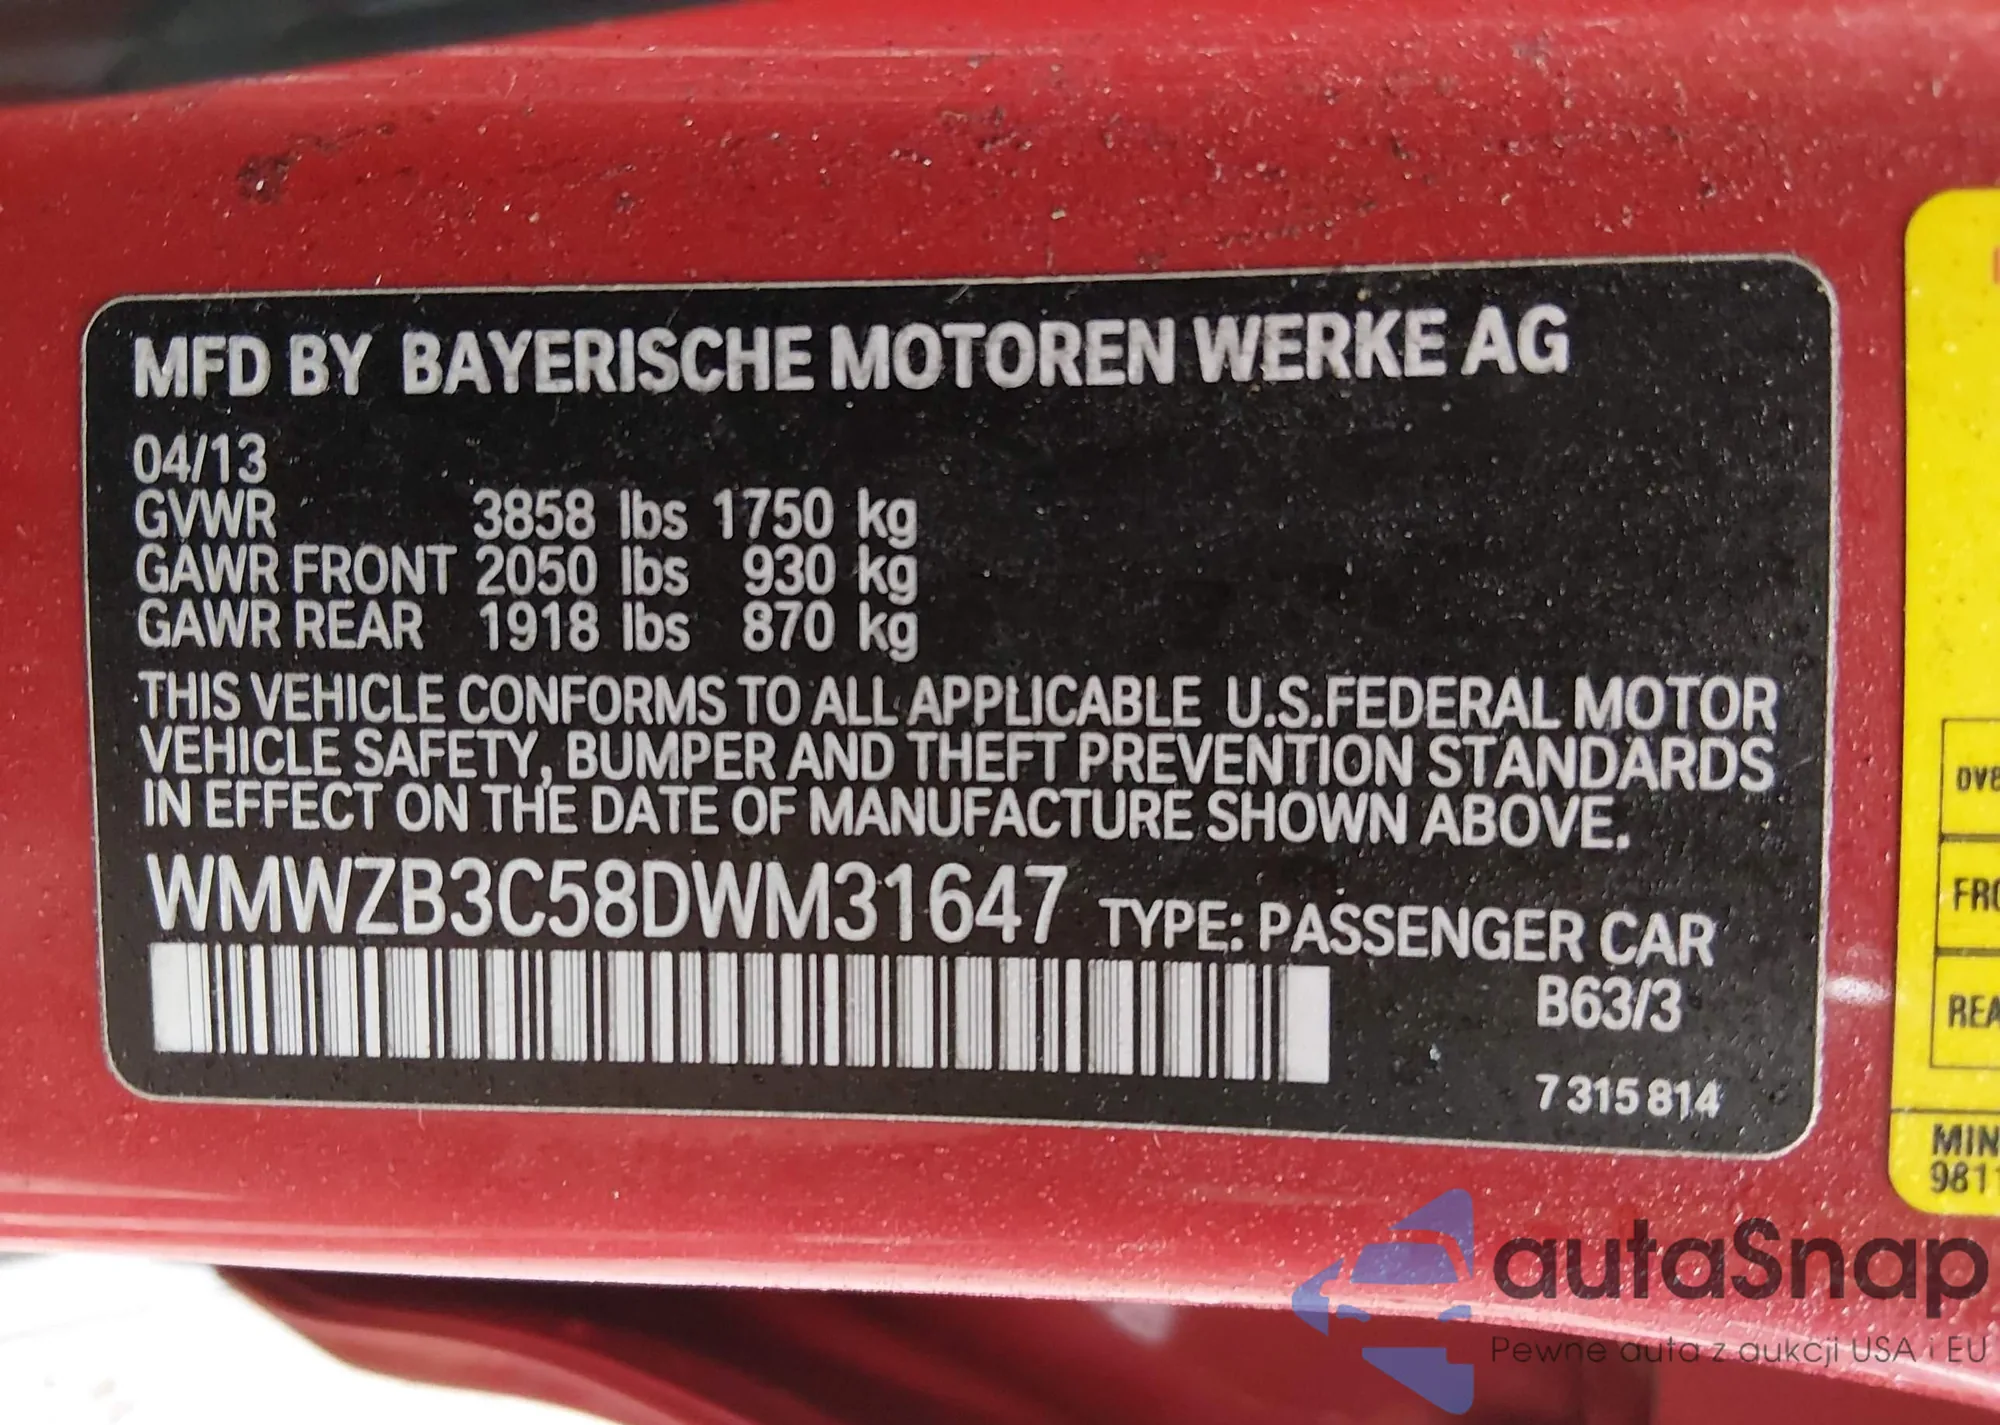 MFD BY BAYERISCHE MOTOREN WERKE AG
04/13
GVWR 3858 lbs 1750 kg
GAWR FRONT 2050 lbs 930 kg
GAWR REAR 1918 lbs 870 kg
THIS VEHICLE CONFORMS TO ALL APPLICABLE U.S.FEDERAL MOTOR
VEHICLE SAFETY, BUMPER AND THEFT PREVENTION STANDARDS
IN EFFECT ON THE DATE OF MANUFACTURE SHOWN ABOVE.
WMWZB3C58DWM31647 TYPE: PASSENGER CAR
B63/3
7 315 814
autaSnap
Pewne auta z aukcji USA i EU